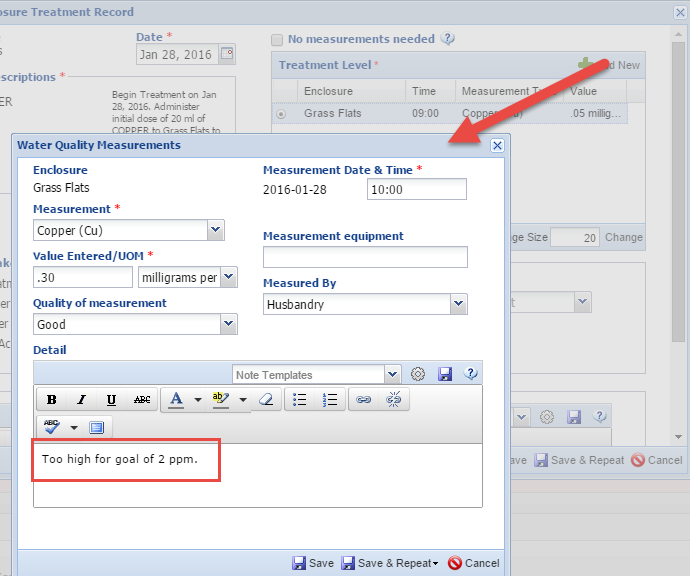 osure Treatment Record
Date *
Jan 28, 2016
No measurements needed
Treatment Level *
New
Enclosure Time Measurement T Value
Grass Flats 09:00 Copper .05 millig...
escriptions *
ER
Begin Treatment on Jan
28, 2016. Administer
initial dose of 20 ml of
COPPER to Grass Flats to
Water Quality Measurements
Enclosure
Grass Flats
Measurement Date & Time *
2016-01-28 10:00
Measurement *
Copper (Cu)
Measurement equipment
Value Entered/UOM *
.30 milligrams per
Measured By
Husbandry
Quality of measurement
Good
Detail
Note Templates
B I U ABC A ab
ABC
Too high for goal of 2 ppm.
Save Save & Repeat Cancel
ge Size 20 Change
ave Save & Repeat Cancel